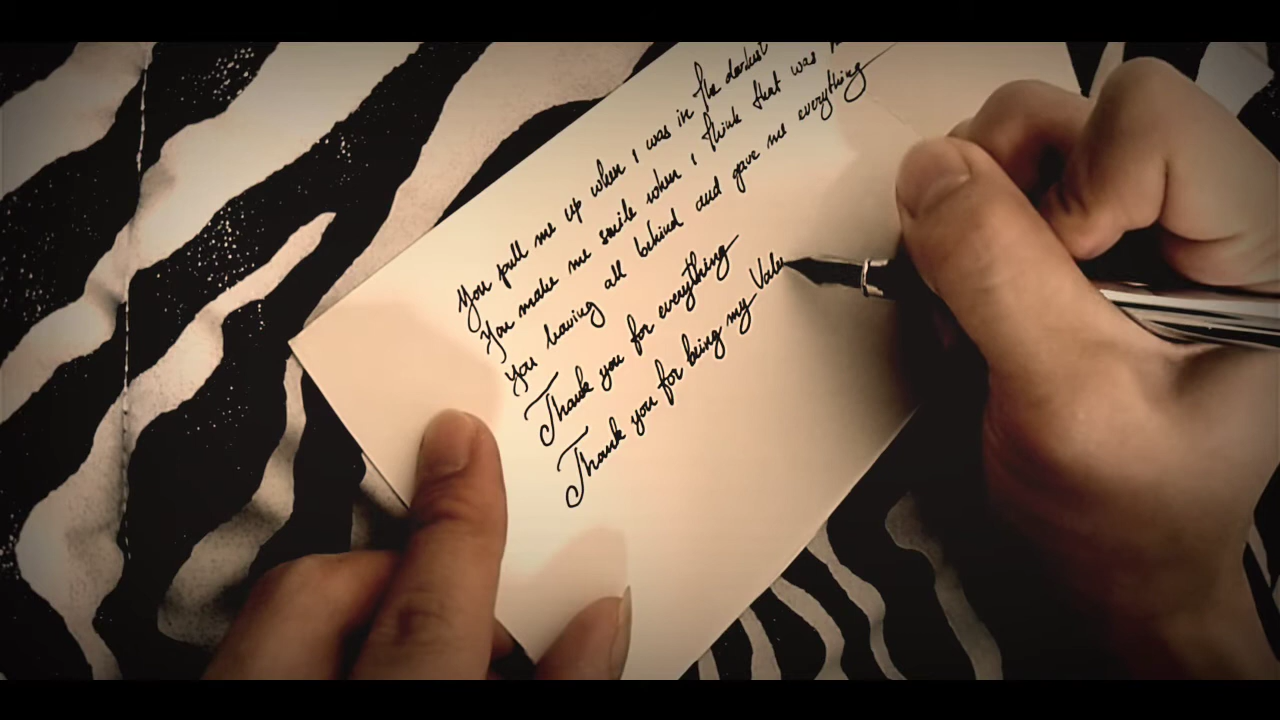 You pull me up when I was in the darkest
You make me smile when I think that was
You leaving all behind and gave me everything
Thank you for everything
Thank you for being my Vale